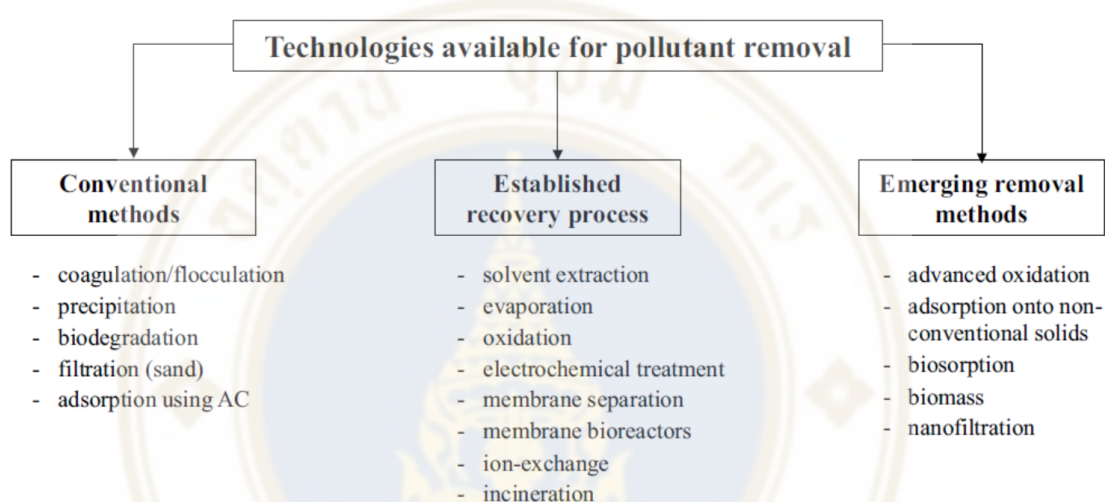 Technologies available for pollutant removal
Conventional
methods
- coagulation/flocculation
- precipitation
- biodegradation
- filtration (sand)
- adsorption using AC
Established
recovery process
- solvent extraction
- evaporation
- oxidation
- electrochemical treatment
- membrane separation
- membrane bioreactors
- ion-exchange
- incineration
Emerging removal
methods
- advanced oxidation
- adsorption onto non-
conventional solids
- biosorption
- biomass
- nanofiltration